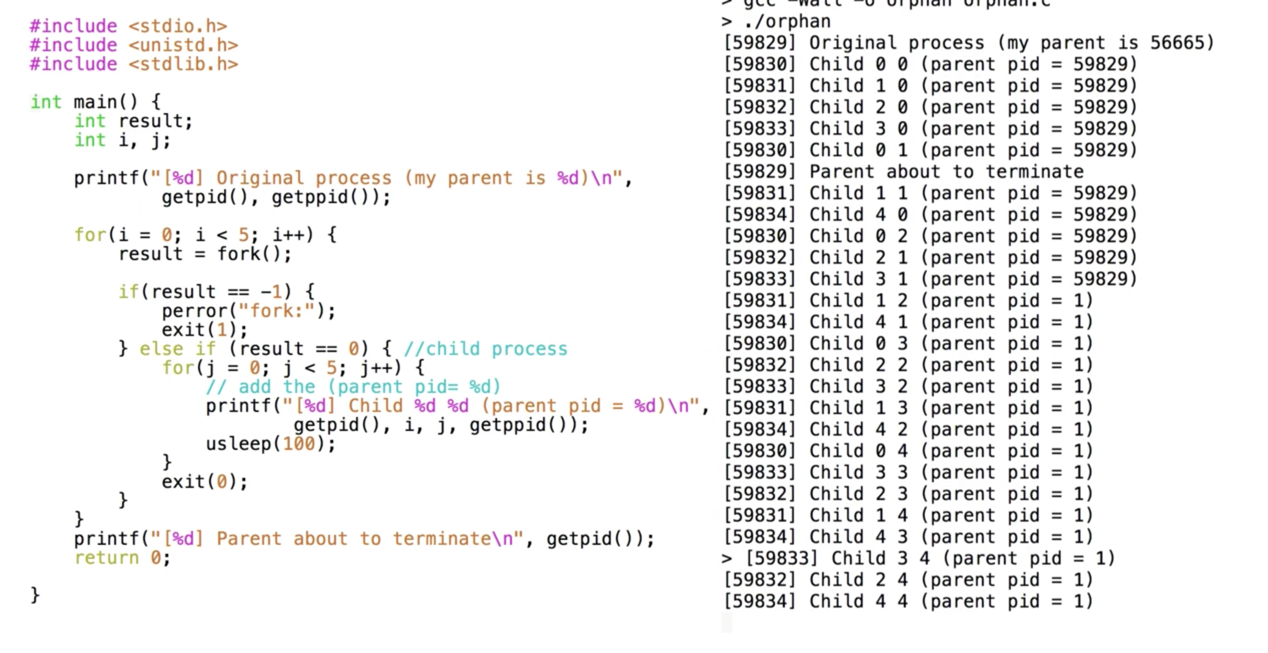 #include <stdio.h>
#include <unistd.h>
#include <stdlib.h>
int main() {
int result;
int i, j;
printf("[%d] Original process (my parent is %d)\n",
getpid(), getppid());
for(i = 0; i < 5; i++) {
result = fork();
if(result == -1) {
perror("fork:");
exit(1);
} else if (result == 0) { //child process
for(j = 0; j < 5; j++) {
// add the (parent pid= %d)
printf("[%d] Child %d %d (parent pid = %d)\n",
getpid(), i, j, getppid());
usleep(100);
}
exit(0);
}
}
printf("[%d] Parent about to terminate\n", getpid());
return 0;
}
> gcc -Wall -o orphan orphan.c
> ./orphan
[59829] Original process (my parent is 56665)
[59830] Child 0 0 (parent pid = 59829)
[59831] Child 1 0 (parent pid = 59829)
[59832] Child 2 0 (parent pid = 59829)
[59833] Child 3 0 (parent pid = 59829)
[59830] Child 0 1 (parent pid = 59829)
[59829] Parent about to terminate
[59831] Child 1 1 (parent pid = 59829)
[59834] Child 4 0 (parent pid = 59829)
[59830] Child 0 2 (parent pid = 59829)
[59832] Child 2 1 (parent pid = 59829)
[59833] Child 3 1 (parent pid = 59829)
[59831] Child 1 2 (parent pid = 1)
[59834] Child 4 1 (parent pid = 1)
[59830] Child 0 3 (parent pid = 1)
[59832] Child 2 2 (parent pid = 1)
[59833] Child 3 2 (parent pid = 1)
[59831] Child 1 3 (parent pid = 1)
[59834] Child 4 2 (parent pid = 1)
[59830] Child 0 4 (parent pid = 1)
[59833] Child 3 3 (parent pid = 1)
[59832] Child 2 3 (parent pid = 1)
[59831] Child 1 4 (parent pid = 1)
[59834] Child 4 3 (parent pid = 1)
> [59833] Child 3 4 (parent pid = 1)
[59832] Child 2 4 (parent pid = 1)
[59834] Child 4 4 (parent pid = 1)